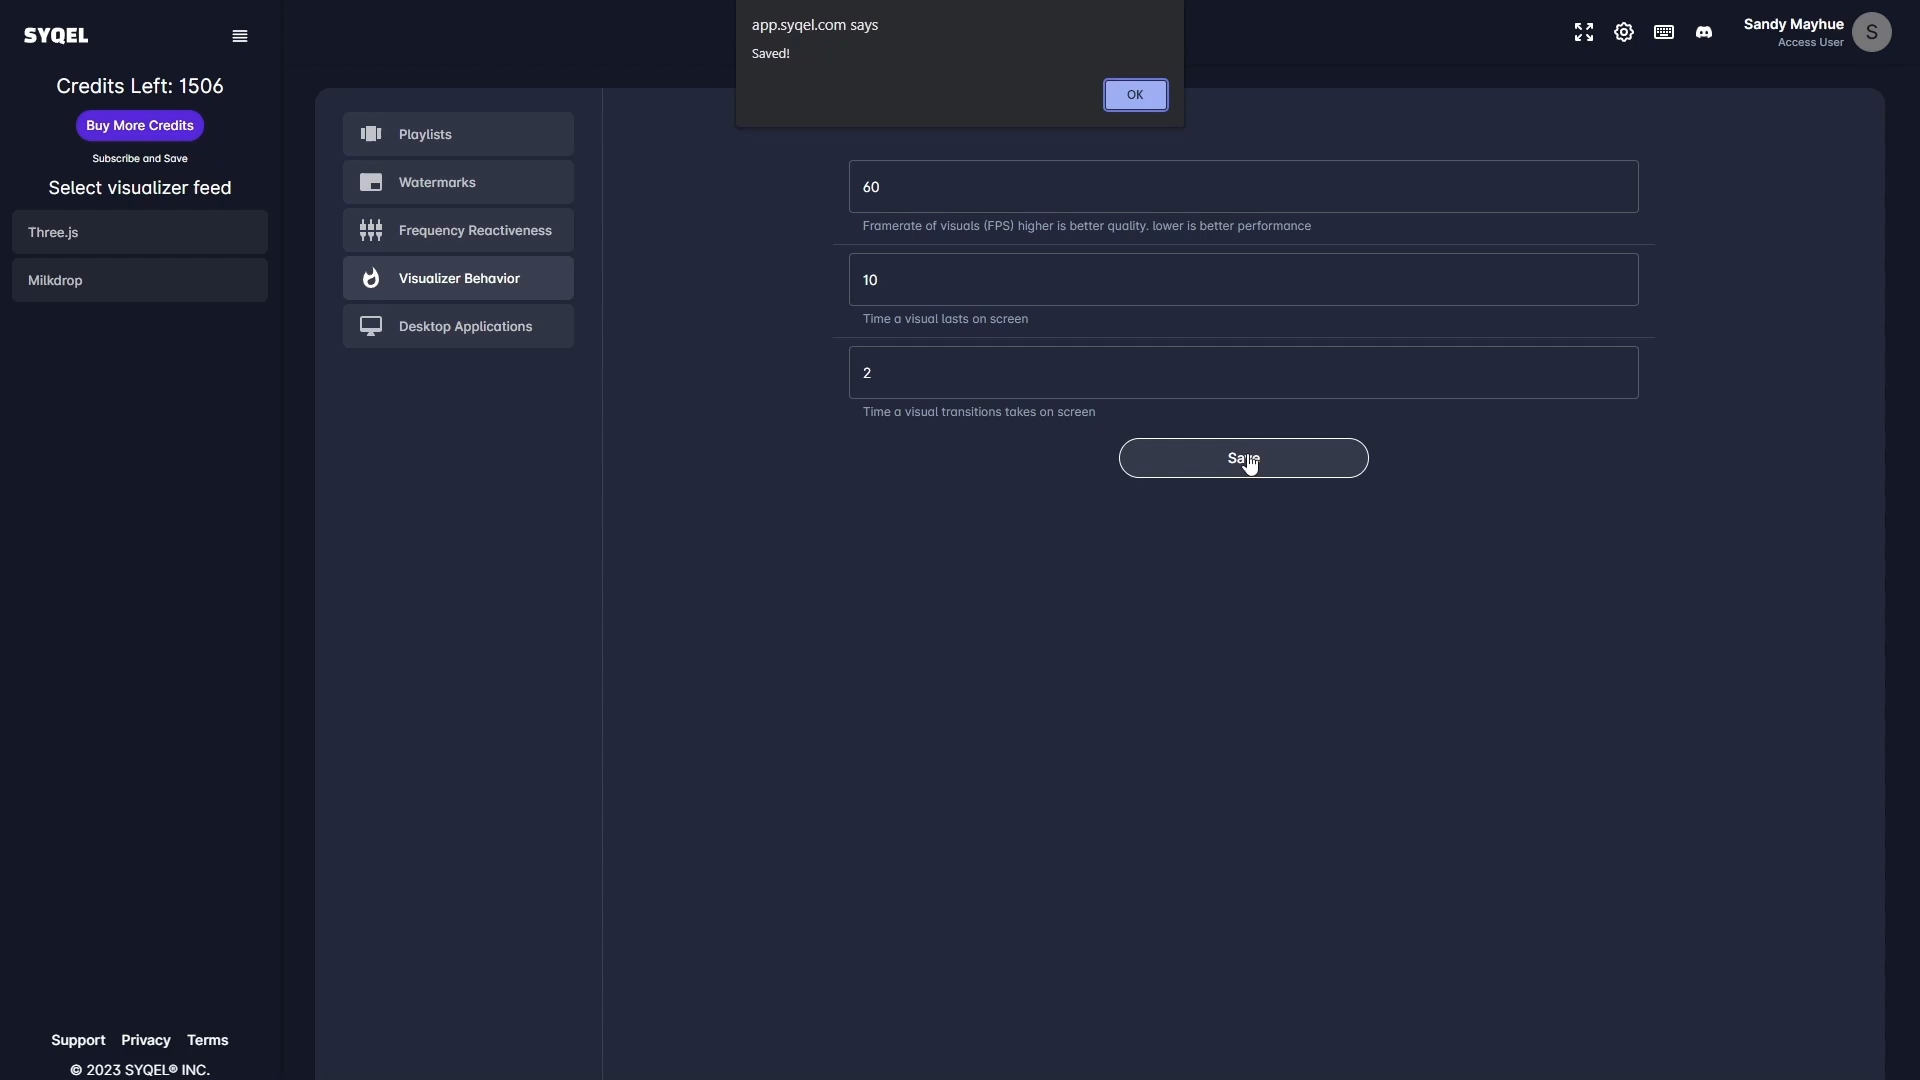 SYQEL
Credits Left: 1506
Buy More Credits
Subscribe and Save
Select visualizer feed
Three.js
Milkdrop
Support Privacy Terms
© 2023 SYQEL® INC.
app.syqel.com says
Saved!
OK
Sandy Mayhue
Access User
S
Playlists
Watermarks
Frequency Reactiveness
Visualizer Behavior
Desktop Applications
60
Framerate of visuals (FPS) higher is better quality. lower is better performance
10
Time a visual lasts on screen
2
Time a visual transitions takes on screen
Save